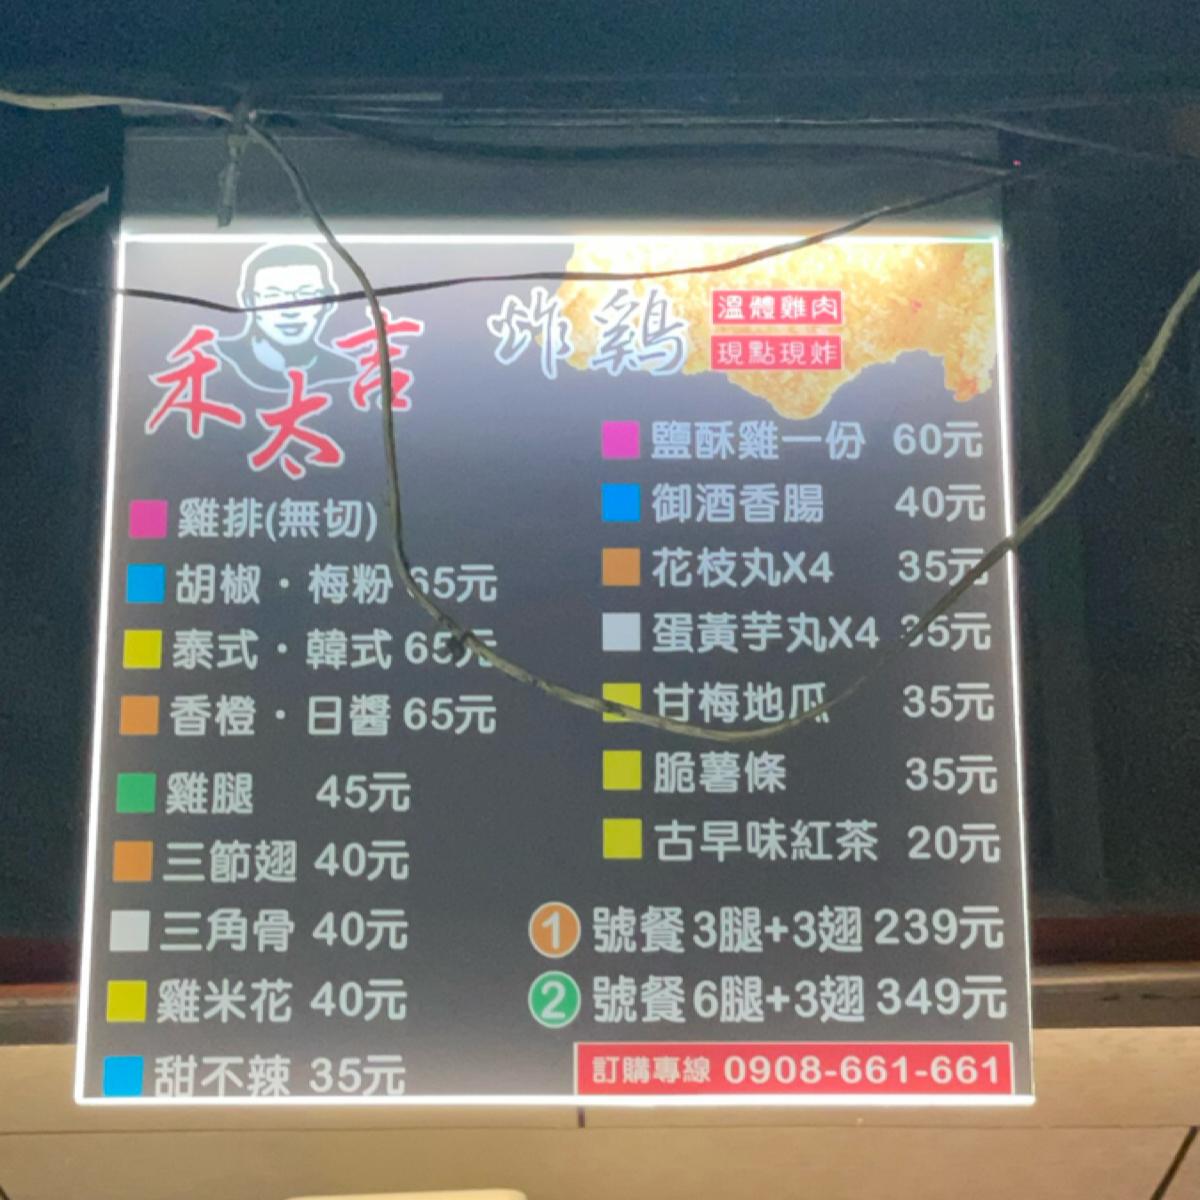 禾太吉
炸鷄
溫體雞肉
現點現炸
雞排(無切)
胡椒・梅粉 65元
泰式・韓式 65元
香橙・日醬 65元
雞腿 45元
三節翅 40元
三角骨 40元
雞米花 40元
甜不辣 35元
鹽酥雞一份 60元
御酒香腸 40元
花枝丸X4 35元
蛋黃芋丸X4 35元
甘梅地瓜 35元
脆薯條 35元
古早味紅茶 20元
1 號餐 3腿+3翅 239元
2 號餐 6腿+3翅 349元
訂購專線 0908-661-661